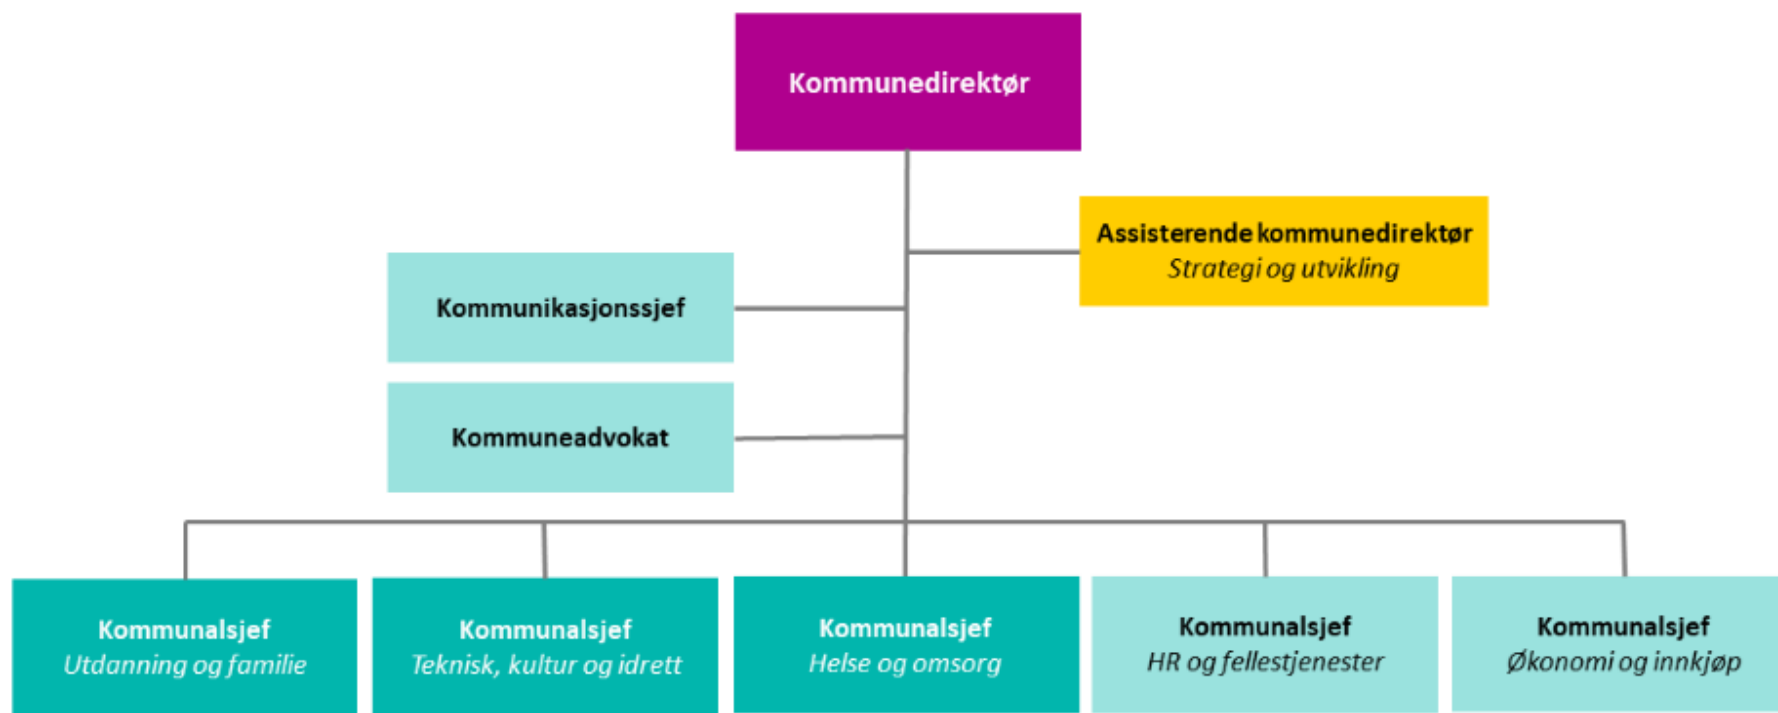 Kommunedirektør
Assisterende kommunedirektør
Strategi og utvikling
Kommunikasjonssjef
Kommuneadvokat
Kommunalsjef
Utdanning og familie
Kommunalsjef
Teknisk, kultur og idrett
Kommunalsjef
Helse og omsorg
Kommunalsjef
HR og fellestjenester
Kommunalsjef
Økonomi og innkjøp